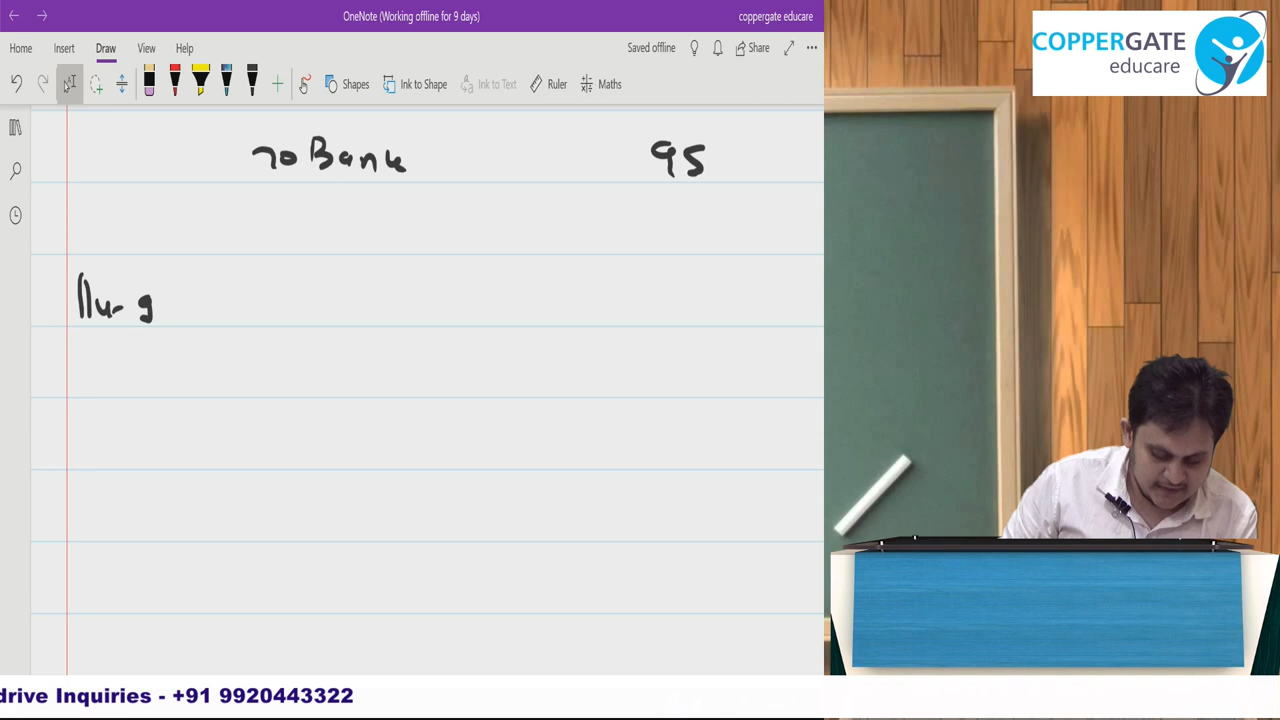 OneNote (Working offline for 9 days)
coppergate educare
Home Insert Draw View Help
Saved offline
Share
Shapes
Ink to Shape
Ink to Text
Ruler
Maths
COPPERGATE
educare
To Bank 95
drive Inquiries - +91 9920443322